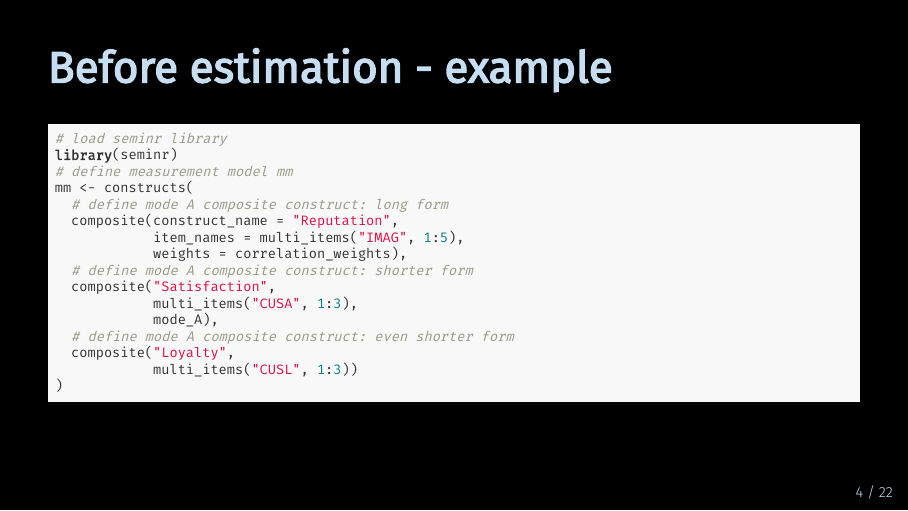 Before estimation - example
# load seminr library
library(seminr)
# define measurement model mm
mm <- constructs(
  # define mode A composite construct: long form
  composite(construct_name = "Reputation",
            item_names = multi_items("IMAG", 1:5),
            weights = correlation_weights),
  # define mode A composite construct: shorter form
  composite("Satisfaction",
            multi_items("CUSA", 1:3),
            mode_A),
  # define mode A composite construct: even shorter form
  composite("Loyalty",
            multi_items("CUSL", 1:3))
)
4 / 22